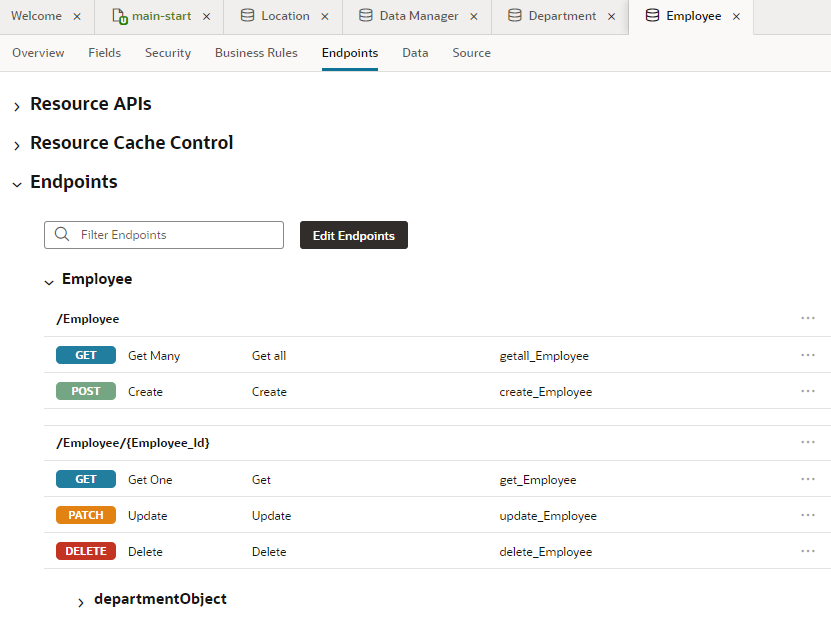 Welcome main-start Location Data Manager Department Employee
Overview Fields Security Business Rules Endpoints Data Source
Resource APIs
Resource Cache Control
Endpoints
Filter Endpoints Edit Endpoints
Employee
/Employee
GET Get Many Get all getall_Employee
POST Create Create create_Employee
/Employee/{Employee_Id}
GET Get One Get get_Employee
PATCH Update Update update_Employee
DELETE Delete Delete delete_Employee
departmentObject